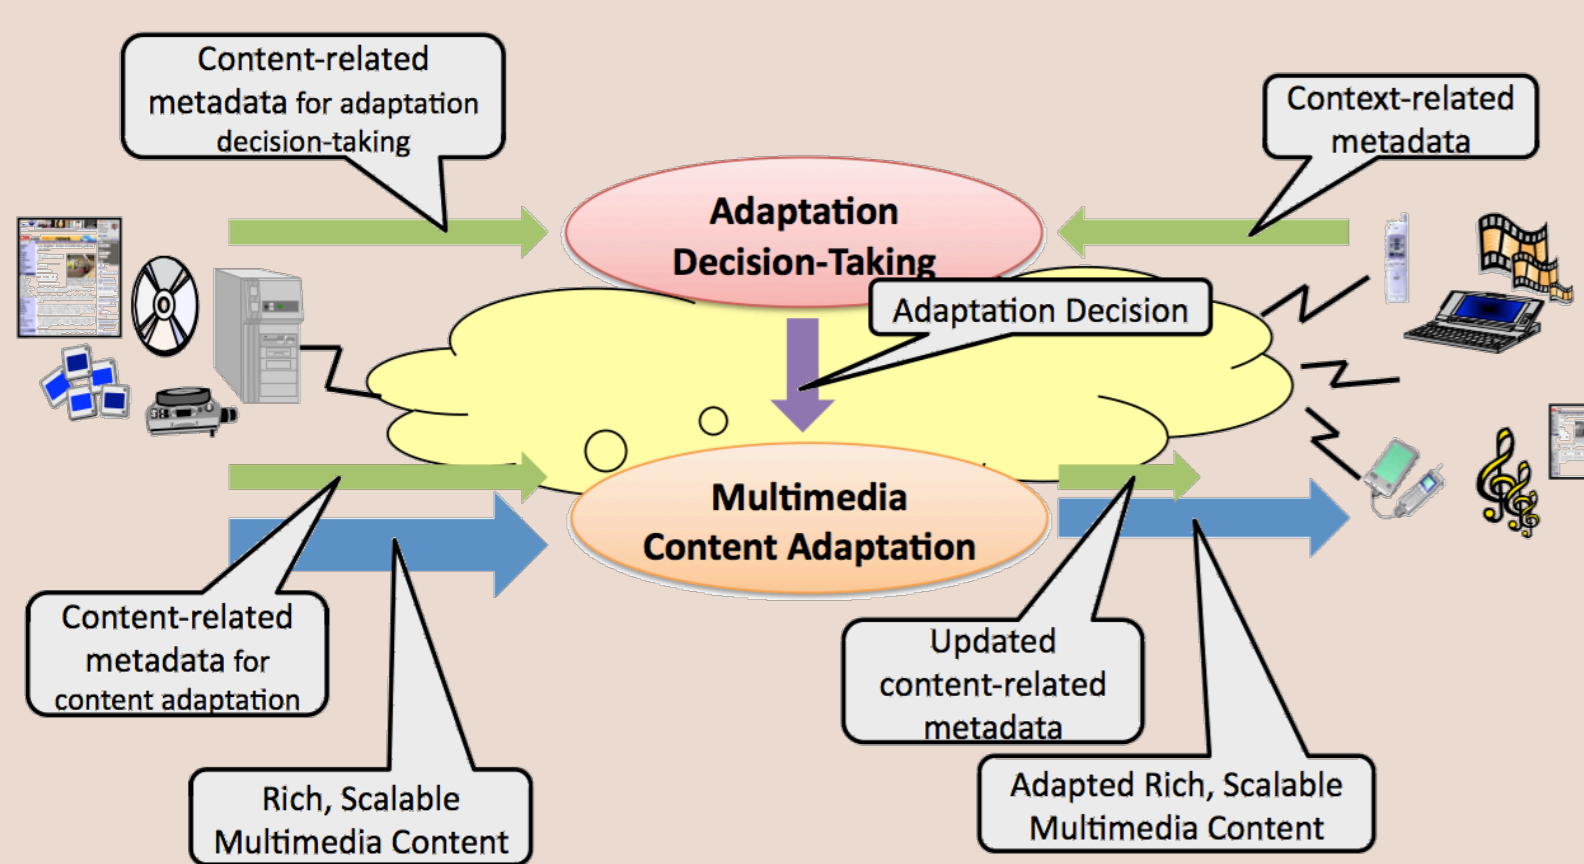 Content-related
metadata for adaptation
decision-taking
Context-related
metadata
Adaptation
Decision-Taking
Adaptation Decision
Multimedia
Content Adaptation
Content-related
metadata for
content adaptation
Updated
content-related
metadata
Rich, Scalable
Multimedia Content
Adapted Rich, Scalable
Multimedia Content